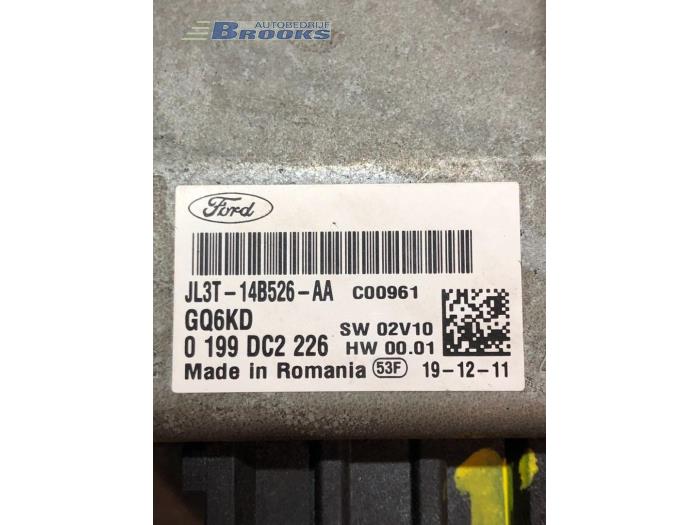 AUTOBEDRIJF
BROOKS
Ford
JL3T-14B526-AA C00961
GQ6KD
SW 02V10
0 199 DC2 226 HW 00.01
Made in Romania 53F 19-12-11